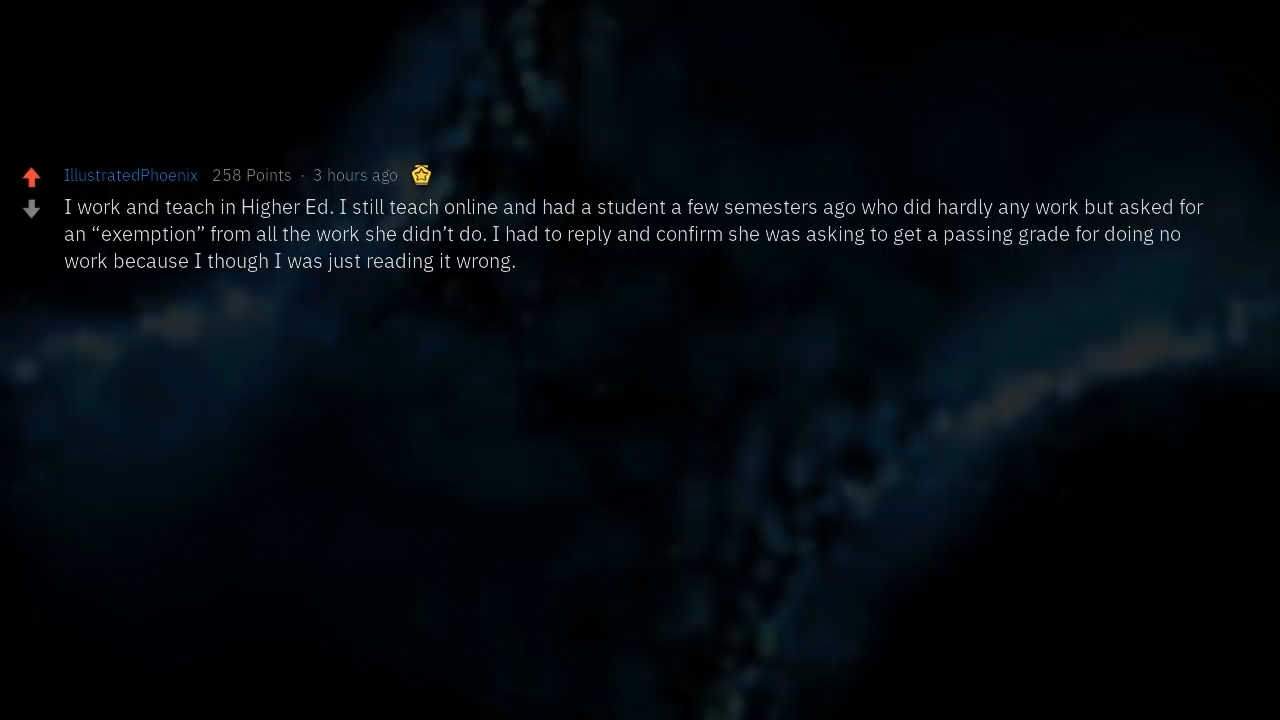 IllustratedPhoenix 258 Points · 3 hours ago
I work and teach in Higher Ed. I still teach online and had a student a few semesters ago who did hardly any work but asked for
an “exemption” from all the work she didn’t do. I had to reply and confirm she was asking to get a passing grade for doing no
work because I though I was just reading it wrong.